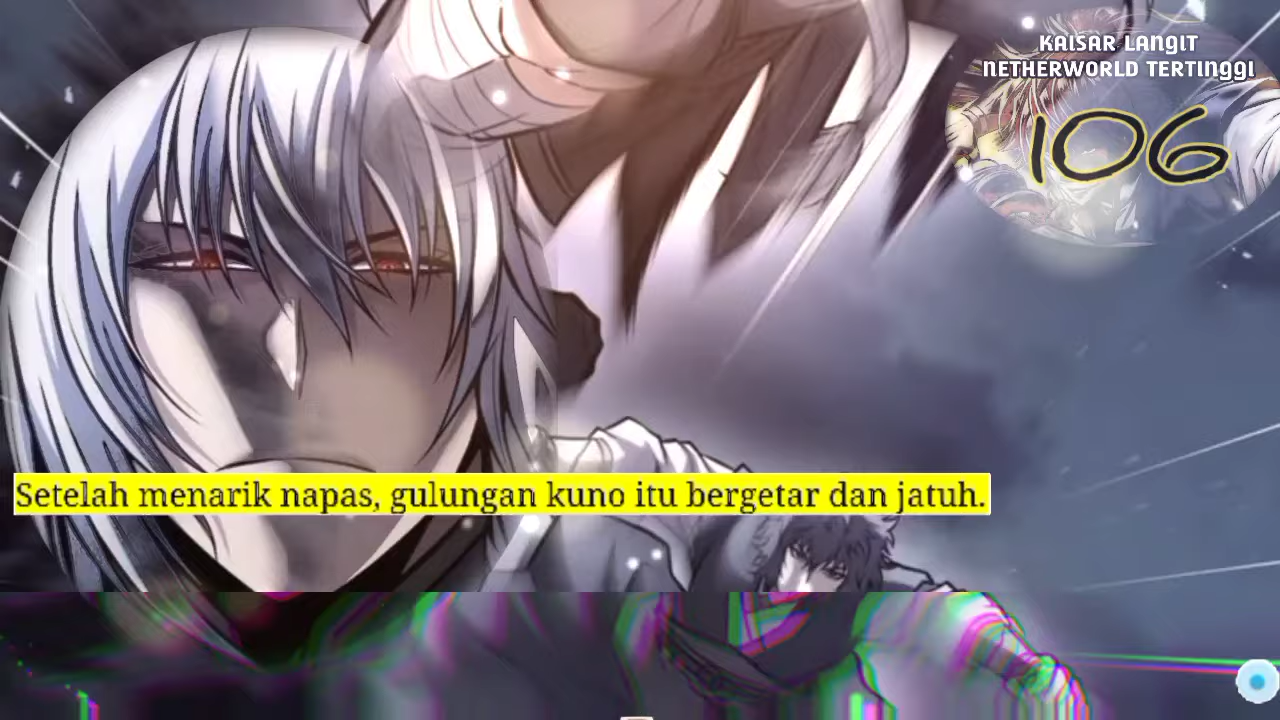 KAISAR LANGIT
NETHERWORLD TERTINGGI
106
Setelah menarik napas, gulungan kuno itu bergetar dan jatuh.